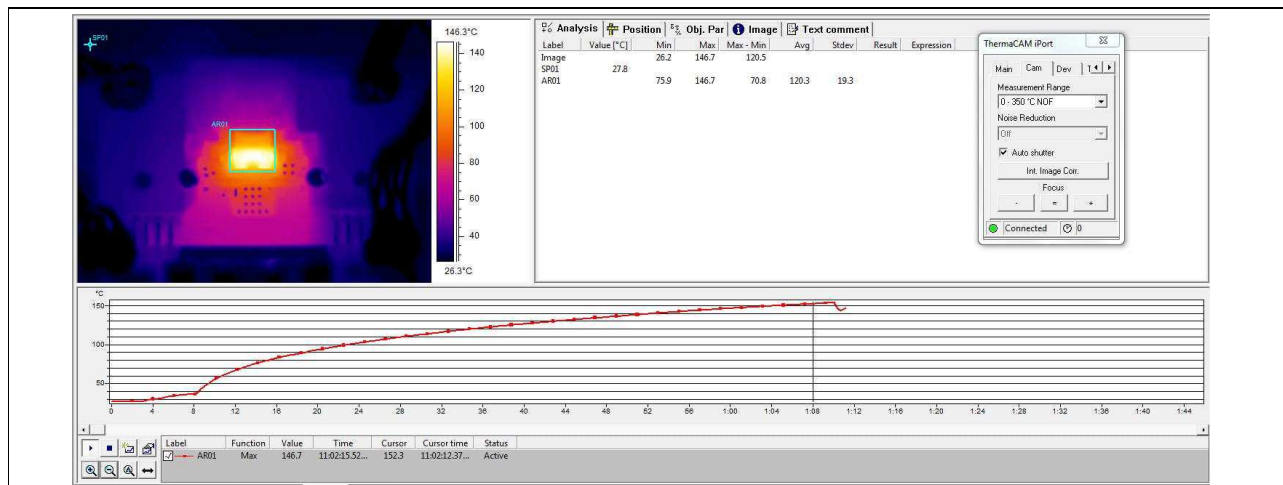 SP01
AR01
146.3°C
140
120
100
80
60
40
26.3°C
Analysis Position Obj. Par Image Text comment
Label Value [°C] Min Max Max - Min Avg Stdev Result Expression
Image 26.2 146.7 120.5
SP01 27.8
AR01 75.9 146.7 70.8 120.3 19.3
ThermaCAM iPort
Main Cam Dev
Measurement Range
0 - 350 °C NOF
Noise Reduction
Off
Auto shutter
Int. Image Corr.
Focus
- = +
Connected 0
°C
150
100
50
0 4 8 12 16 20 24 28 32 36 40 44 48 52 56 1:00 1:04 1:08 1:12 1:16 1:20 1:24 1:28 1:32 1:36 1:40 1:44
Label Function Value Time Cursor Cursor time Status
AR01 Max 146.7 11:02:15.52... 152.3 11:02:12.37... Active